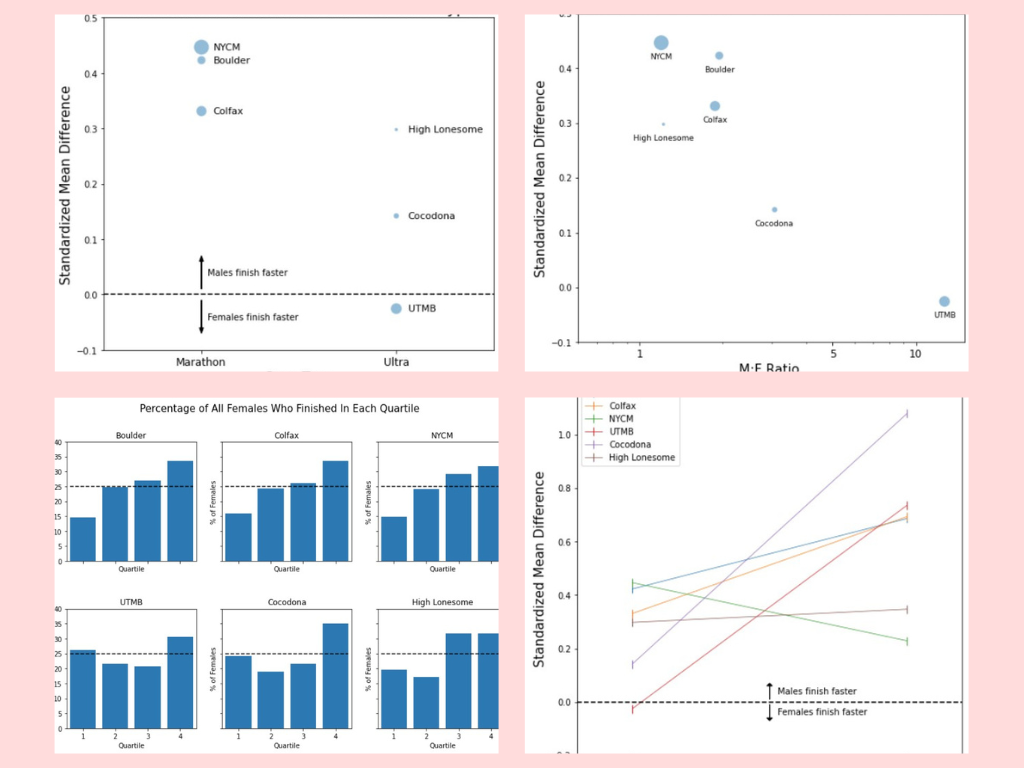 0.5
0.4
0.3
0.2
0.1
0.0
−0.1
Standardized Mean Difference
NYCM
Boulder
Colfax
High Lonesome
Cocodona
UTMB
Males finish faster
Females finish faster
Marathon
Ultra
0.4
0.3
0.2
0.1
0.0
−0.1
Standardized Mean Difference
NYCM
Boulder
Colfax
High Lonesome
Cocodona
UTMB
1 5 10
M:F Ratio
Percentage of All Females Who Finished In Each Quartile
Boulder
40
35
30
25
20
15
10
5
0
Quartile
Colfax
% of Females
Quartile
NYCM
% of Females
Quartile
UTMB
40
35
30
25
20
15
10
5
0
1 2 3 4
Quartile
Cocodona
% of Females
1 2 3 4
Quartile
High Lonesome
% of Females
1 2 3 4
Quartile
Colfax
NYCM
UTMB
Cocodona
High Lonesome
1.0
0.8
0.6
0.4
0.2
0.0
Standardized Mean Difference
Males finish faster
Females finish faster